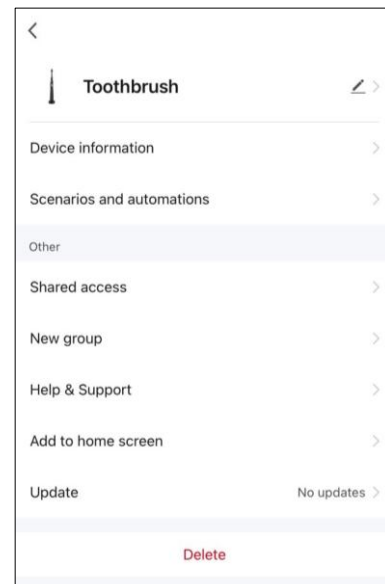 Toothbrush
Device information
Scenarios and automations
Other
Shared access
New group
Help & Support
Add to home screen
Update No updates
Delete